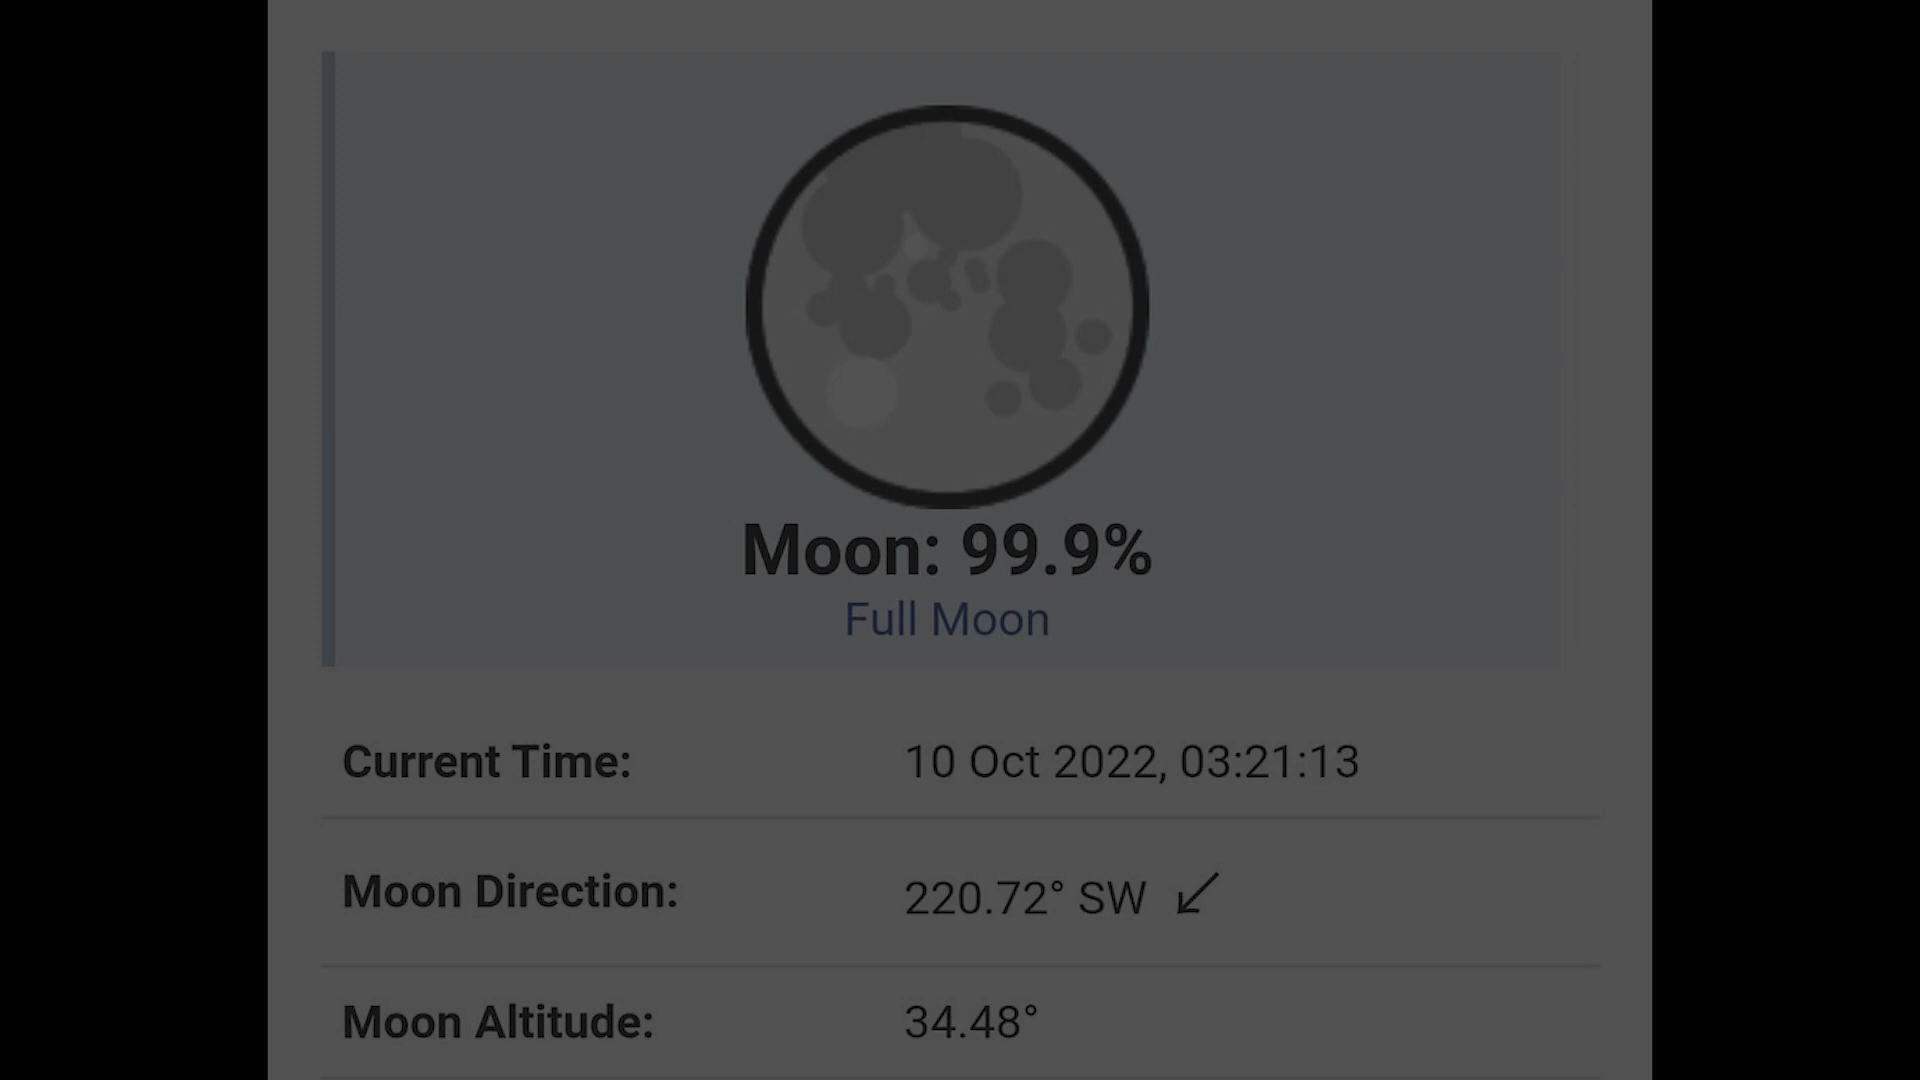 Moon: 99.9%
Full Moon
Current Time: 10 Oct 2022, 03:21:13
Moon Direction: 220.72° SW ↙
Moon Altitude: 34.48°